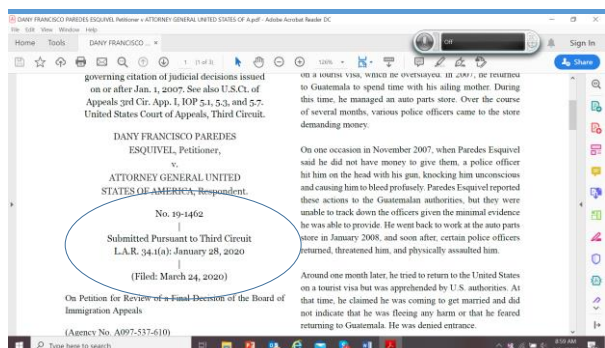 DANY FRANCISCO PAREDES ESQUIVEL Petitioner v ATTORNEY GENERAL UNITED STATES OF A.pdf - Adobe Acrobat Reader DC
File Edit View Window Help
Home Tools DANY FRANCISCO ... × Off Sign In
1 (1 of 3) 126% Share
governing citation of judicial decisions issued
on or after Jan. 1, 2007. See also U.S.Ct. of
Appeals 3rd Cir. App. I, IOP 5.1, 5.3, and 5.7.
United States Court of Appeals, Third Circuit.
DANY FRANCISCO PAREDES
ESQUIVEL, Petitioner,
v.
ATTORNEY GENERAL UNITED
STATES OF AMERICA, Respondent.
No. 19-1462
|
Submitted Pursuant to Third Circuit
L.A.R. 34.1(a): January 28, 2020
|
(Filed: March 24, 2020)
On Petition for Review of a Final Decision of the Board of
Immigration Appeals
(Agency No. A097-537-610)
on a tourist visa, which he overstayed. In 2007, he returned
to Guatemala to spend time with his ailing mother. During
this time, he managed an auto parts store. Over the course
of several months, various police officers came to the store
demanding money.
On one occasion in November 2007, when Paredes Esquivel
said he did not have money to give them, a police officer
hit him on the head with his gun, knocking him unconscious
and causing him to bleed profusely. Paredes Esquivel reported
these actions to the Guatemalan authorities, but they were
unable to track down the officers given the minimal evidence
he was able to provide. He went back to work at the auto parts
store in January 2008, and soon after, certain police officers
returned, threatened him, and physically assaulted him.
Around one month later, he tried to return to the United States
on a tourist visa but was apprehended by U.S. authorities. At
that time, he claimed he was coming to get married and did
not indicate that he was fleeing any harm or that he feared
returning to Guatemala. He was denied entrance.
Type here to search
8:58 AM